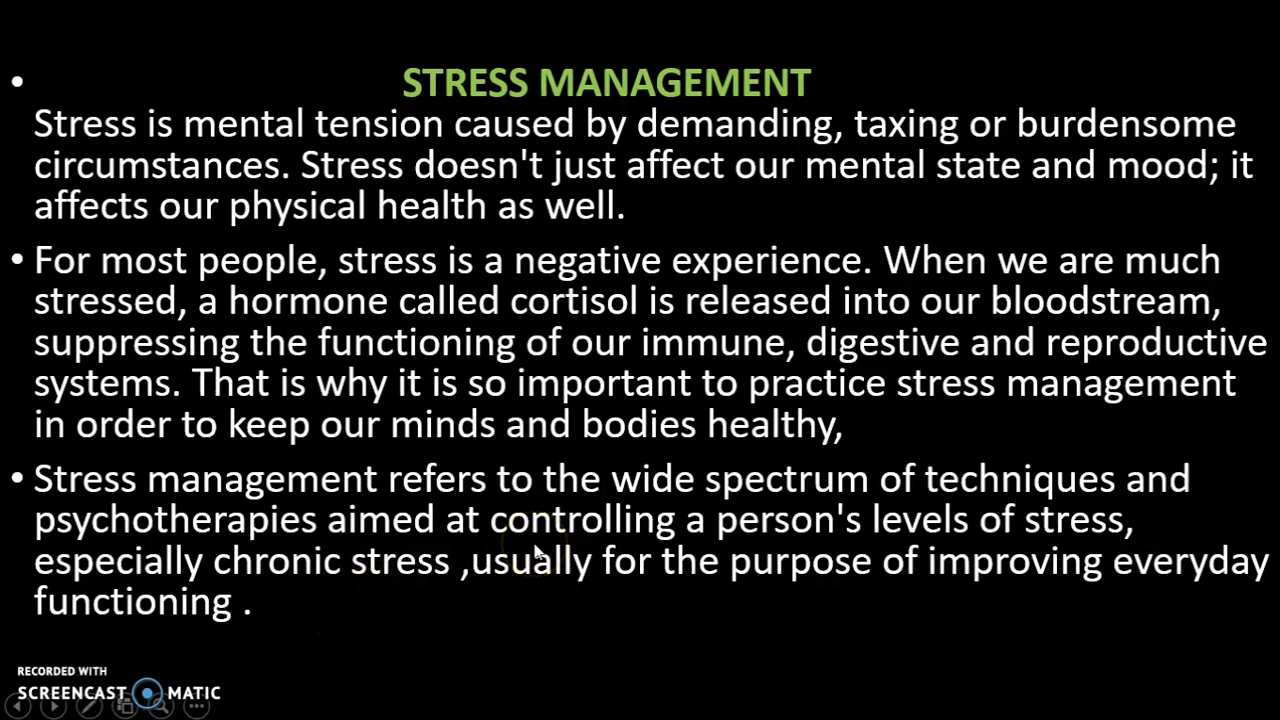 • STRESS MANAGEMENT
Stress is mental tension caused by demanding, taxing or burdensome
circumstances. Stress doesn't just affect our mental state and mood; it
affects our physical health as well.
• For most people, stress is a negative experience. When we are much
stressed, a hormone called cortisol is released into our bloodstream,
suppressing the functioning of our immune, digestive and reproductive
systems. That is why it is so important to practice stress management
in order to keep our minds and bodies healthy,
• Stress management refers to the wide spectrum of techniques and
psychotherapies aimed at controlling a person's levels of stress,
especially chronic stress ,usually for the purpose of improving everyday
functioning .
RECORDED WITH
SCREENCAST MATIC